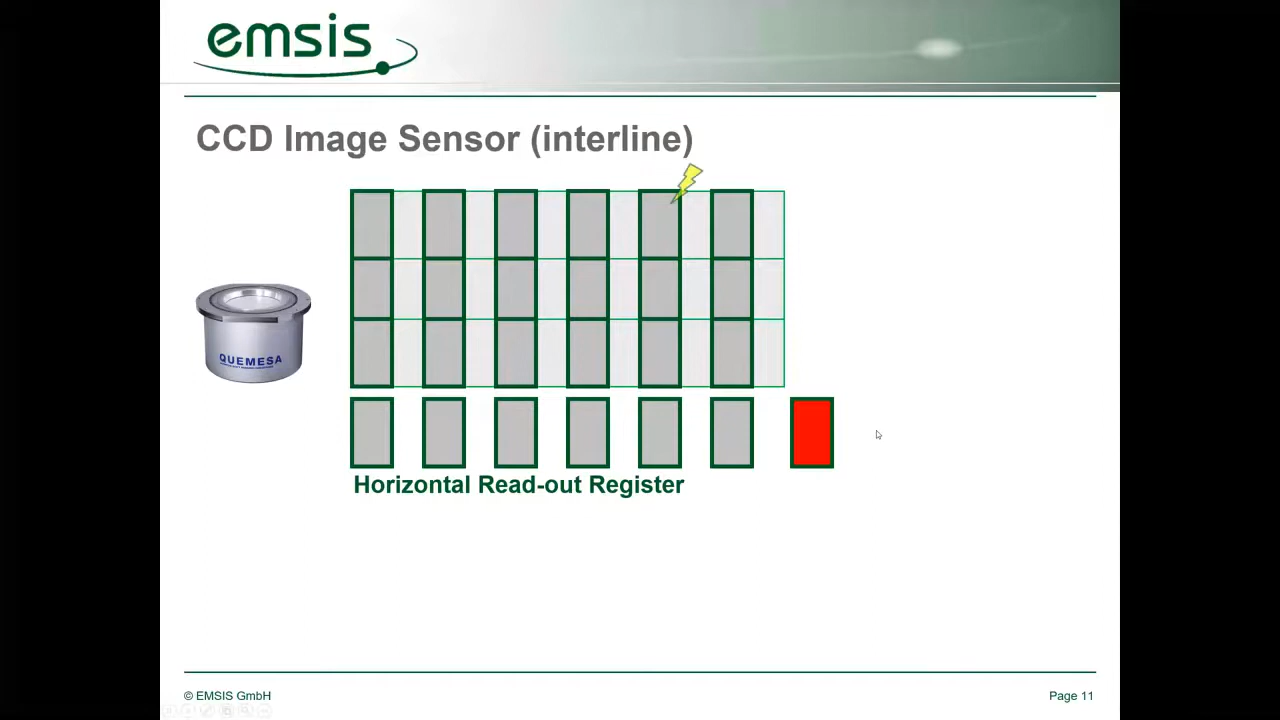 emsis
CCD Image Sensor (interline)
QUEMESA
Horizontal Read-out Register
© EMSIS GmbH
Page 11